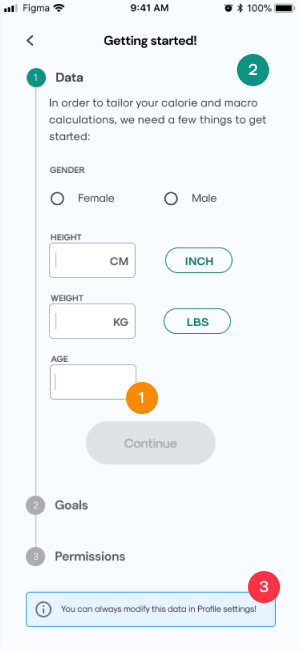 Figma 9:41 AM 100%
Getting started!
1 Data
2
In order to tailor your calorie and macro
calculations, we need a few things to get
started:
GENDER
Female Male
HEIGHT
CM INCH
WEIGHT
KG LBS
AGE
1
Continue
2 Goals
3 Permissions
3
You can always modify this data in Profile settings!